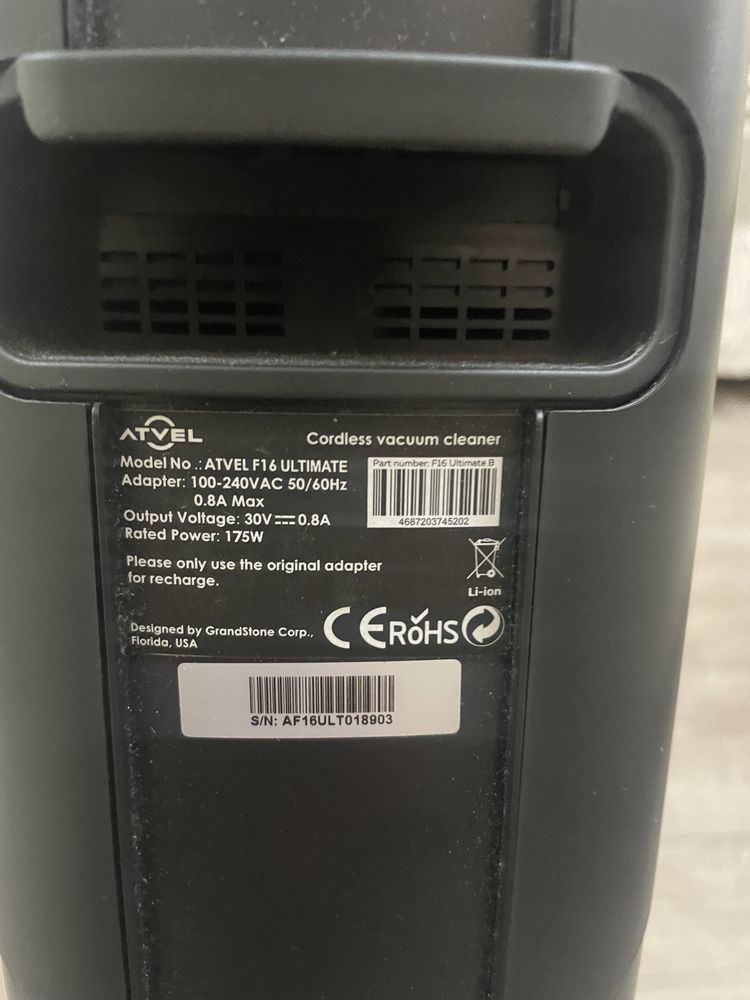 ATVEL
Cordless vacuum cleaner
Model No .: ATVEL F16 ULTIMATE
Adapter: 100-240VAC 50/60Hz
0.8A Max
Output Voltage: 30V⎓0.8A
Rated Power: 175W
Part number: F16 Ultimate B
4687203745202
Please only use the original adapter
for recharge.
Li-ion
Designed by GrandStone Corp.,
Florida, USA
CE RoHS
S/N: AF16ULT018903